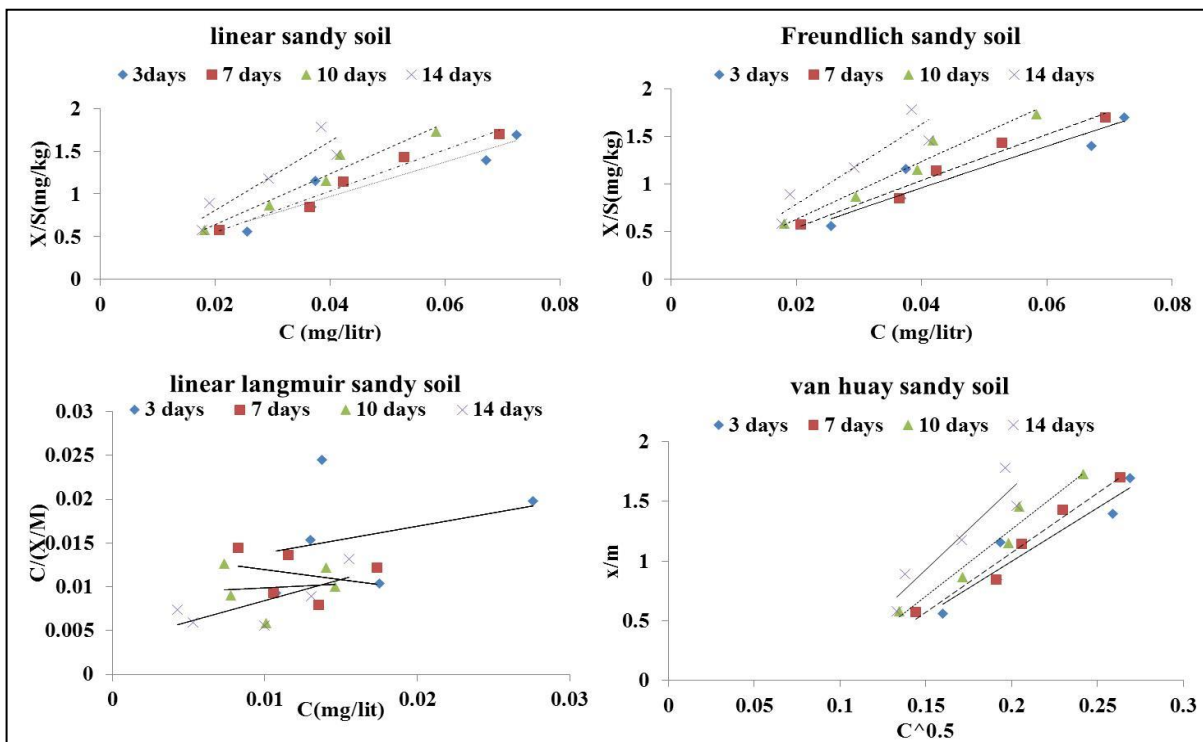 linear sandy soil
3days 7 days 10 days 14 days
2
1.5
1
0.5
0
X/S(mg/kg)
0 0.02 0.04 0.06 0.08
C (mg/litr)
Freundlich sandy soil
3 days 7 days 10 days 14 days
2
1.5
1
0.5
0
X/S(mg/kg)
0 0.02 0.04 0.06 0.08
C (mg/litr)
linear langmuir sandy soil
3 days 7 days 10 days 14 days
0.03
0.025
0.02
0.015
0.01
0.005
0
C/(X/M)
0 0.01 0.02 0.03
C(mg/lit)
van huay sandy soil
3 days 7 days 10 days 14 days
2
1.5
1
0.5
0
x/m
0 0.05 0.1 0.15 0.2 0.25 0.3
C^0.5